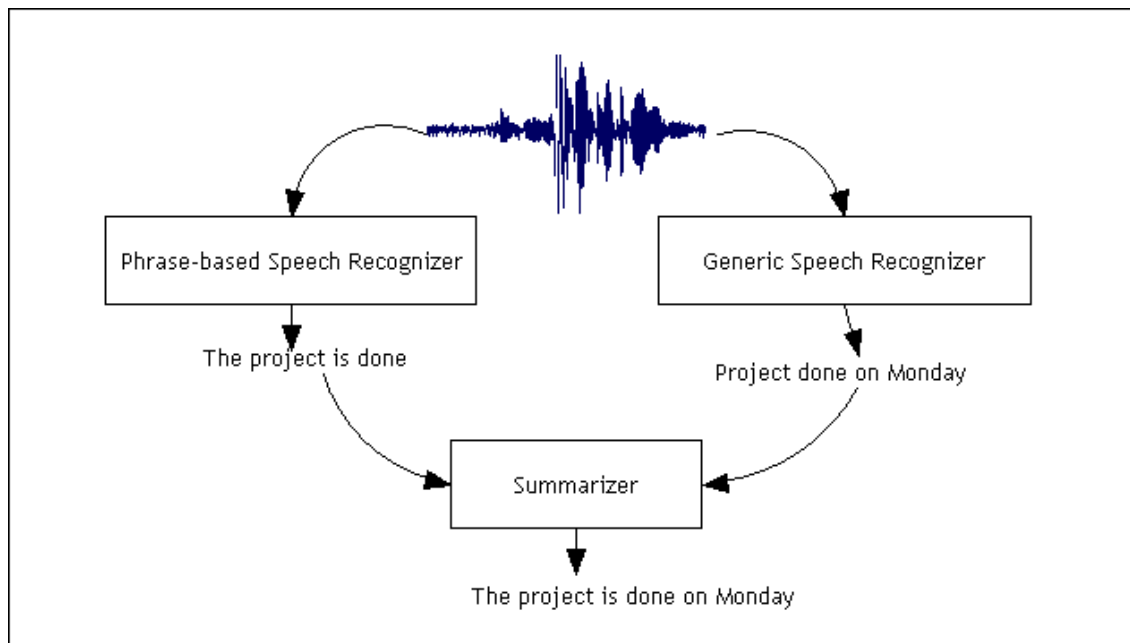 Phrase-based Speech Recognizer
Generic Speech Recognizer
The project is done
Project done on Monday
Summarizer
The project is done on Monday